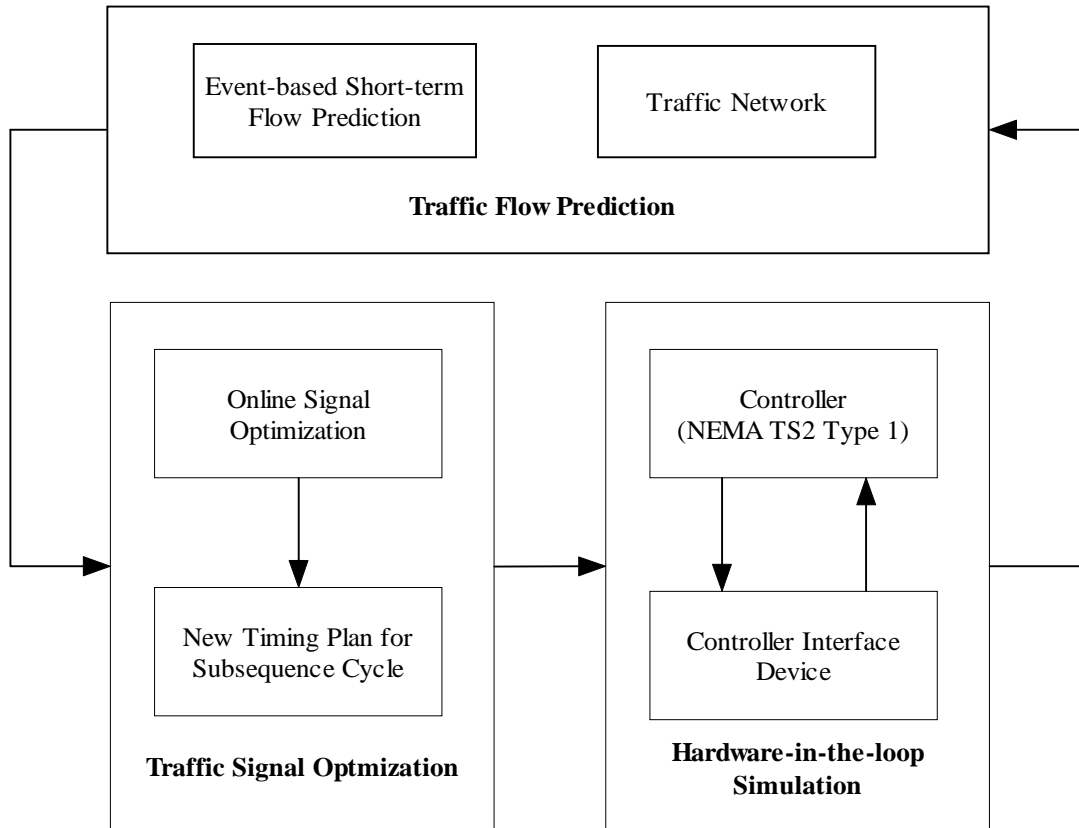 Event-based Short-term
Flow Prediction
Traffic Network
Traffic Flow Prediction
Online Signal
Optimization
New Timing Plan for
Subsequence Cycle
Traffic Signal Optmization
Controller
(NEMA TS2 Type 1)
Controller Interface
Device
Hardware-in-the-loop
Simulation